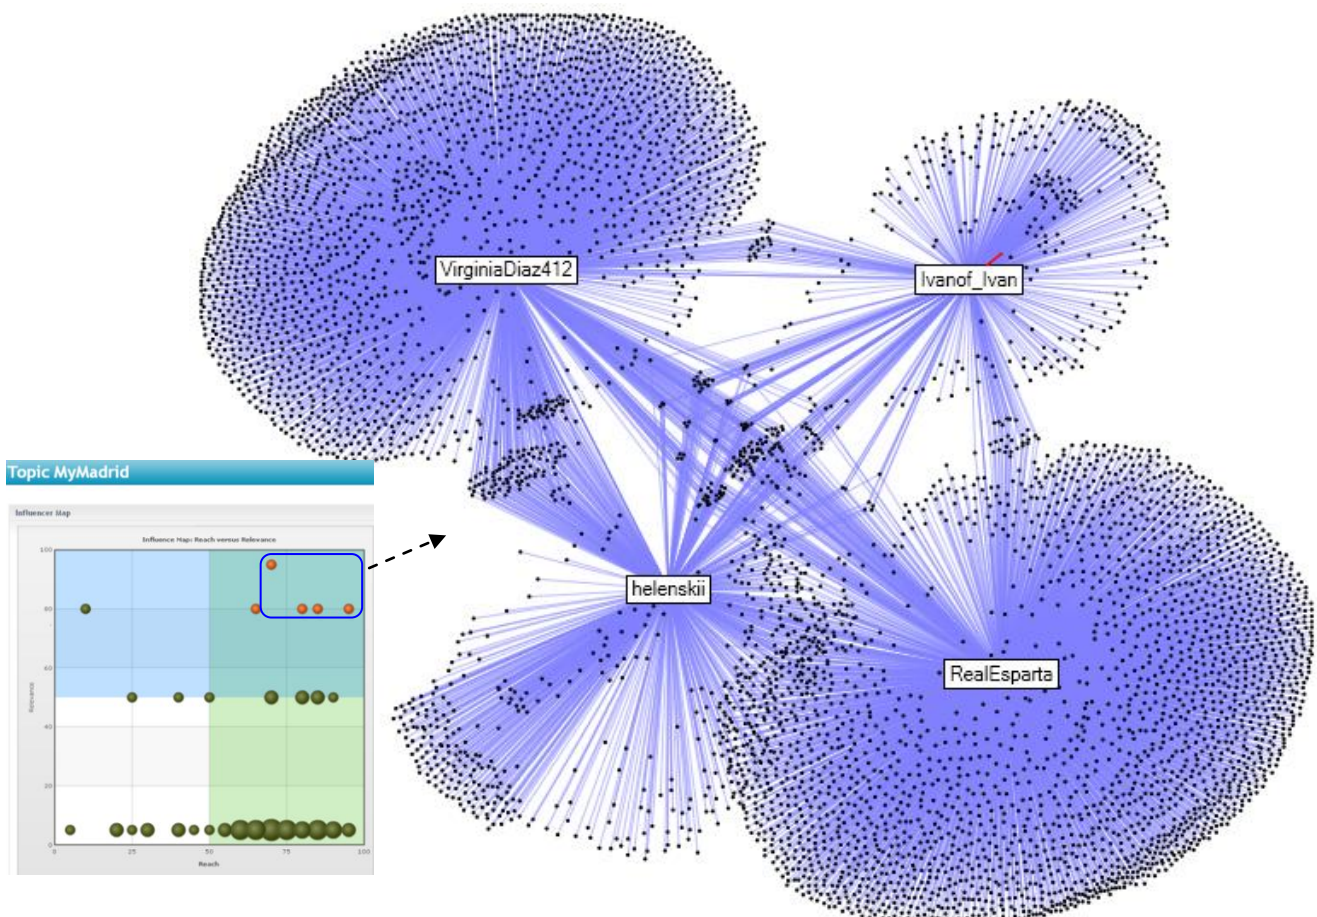 VirginiaDiaz412
Ivanof_Ivan
Topic MyMadrid
Influencer Map
Influence Map: Reach versus Relevance
100
80
60
40
20
0
Relevance
0
25
50
75
100
Reach
helenskii
RealEsparta